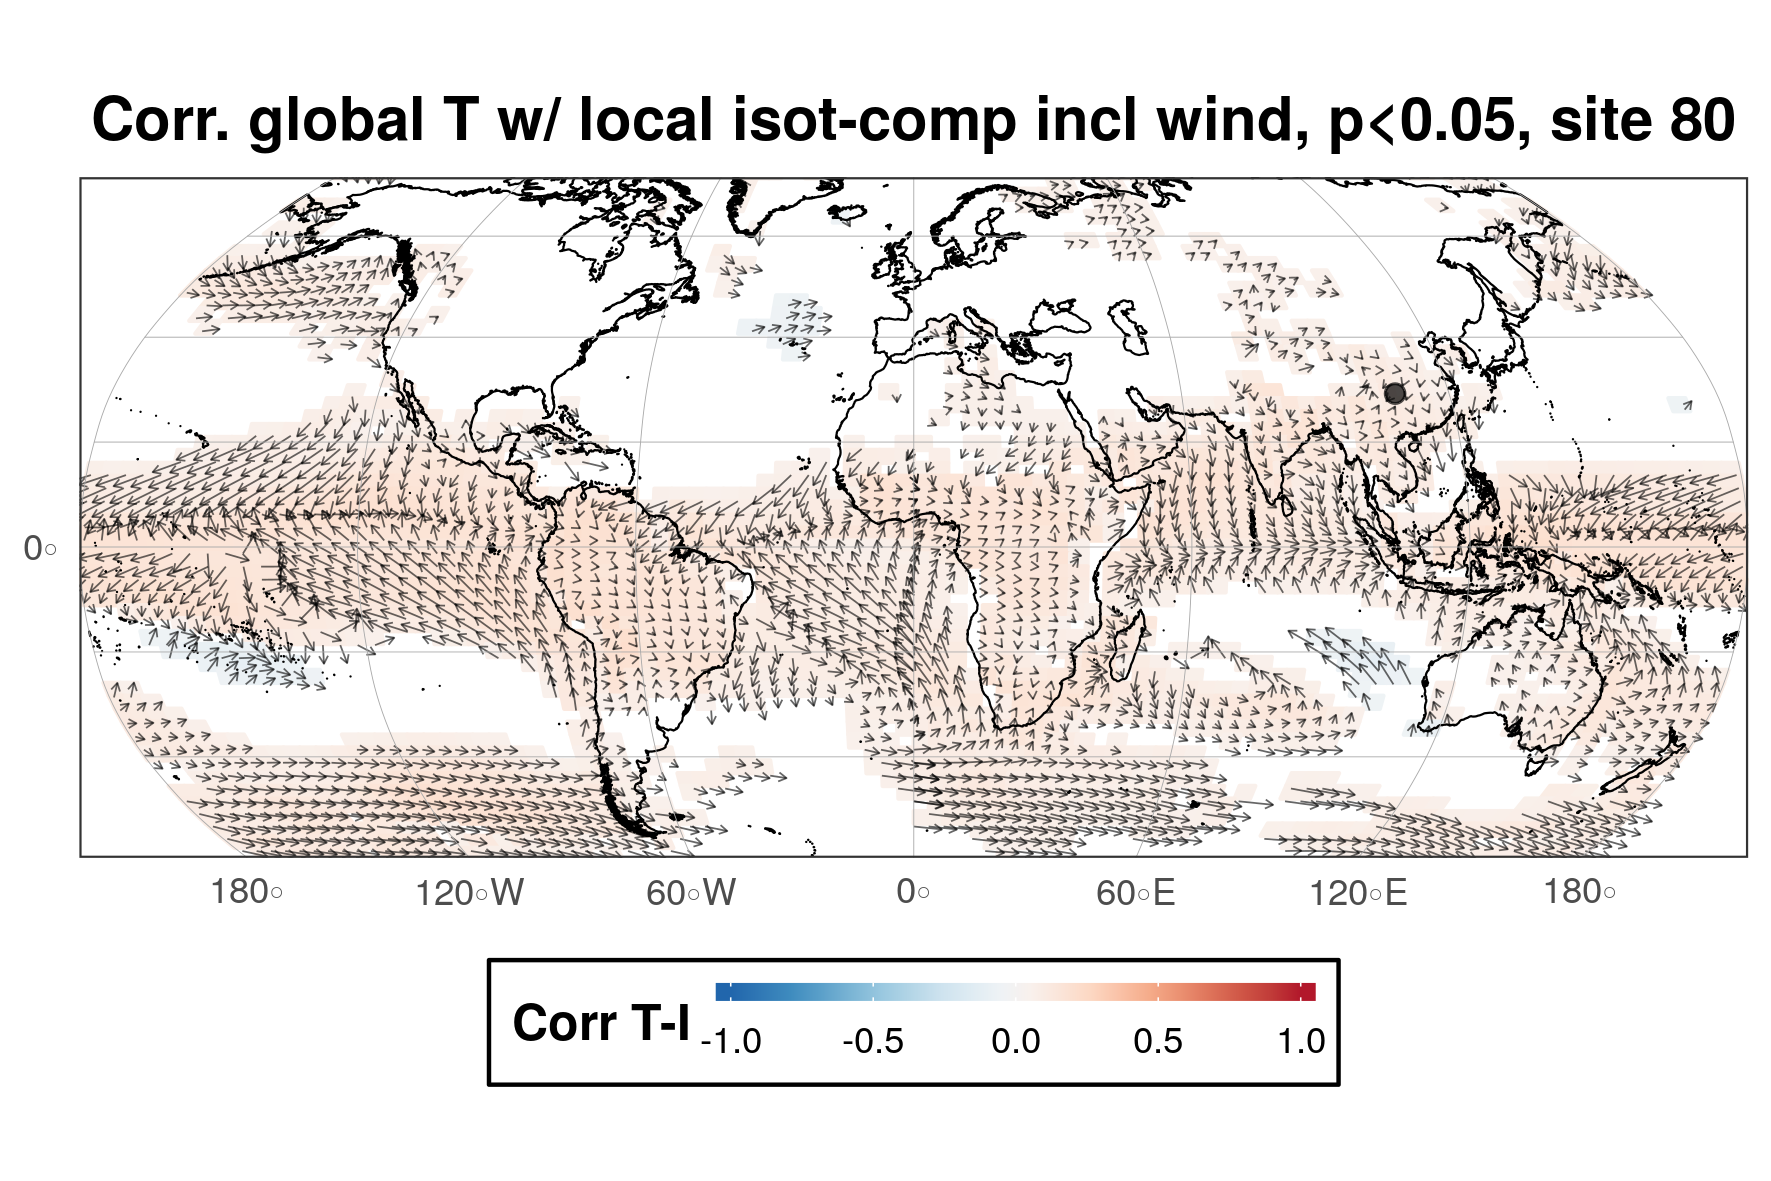 Corr. global T w/ local isot-comp incl wind, p<0.05, site 80
0°
180° 120°W 60°W 0° 60°E 120°E 180°
Corr T-I
-1.0 -0.5 0.0 0.5 1.0